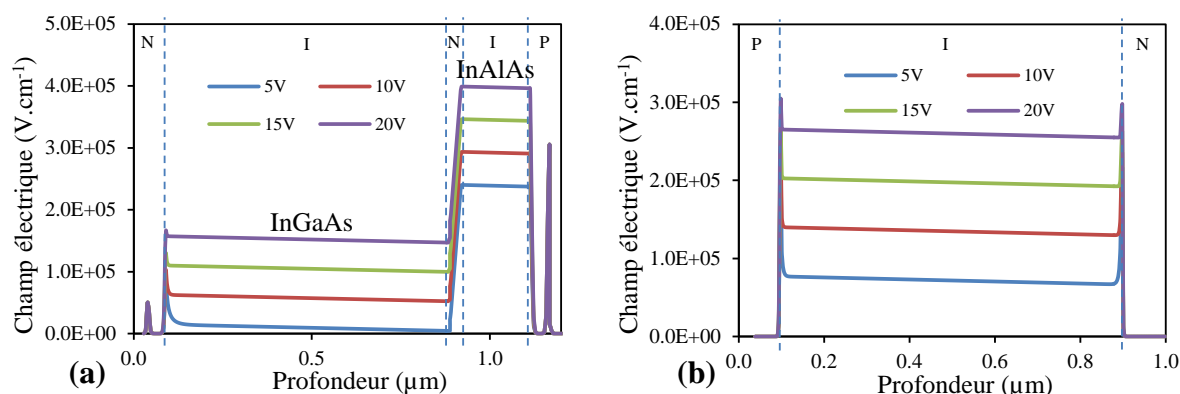 5.0E+05
4.0E+05
3.0E+05
2.0E+05
1.0E+05
0.0E+00
Champ électrique (V.cm⁻¹)
N
I
N
I
P
InAlAs
5V
10V
15V
20V
InGaAs
0.0
0.5
1.0
Profondeur (µm)
(a)
4.0E+05
3.0E+05
2.0E+05
1.0E+05
0.0E+00
Champ électrique (V.cm⁻¹)
P
I
N
5V
10V
15V
20V
0.0
0.2
0.4
0.6
0.8
1.0
Profondeur (µm)
(b)